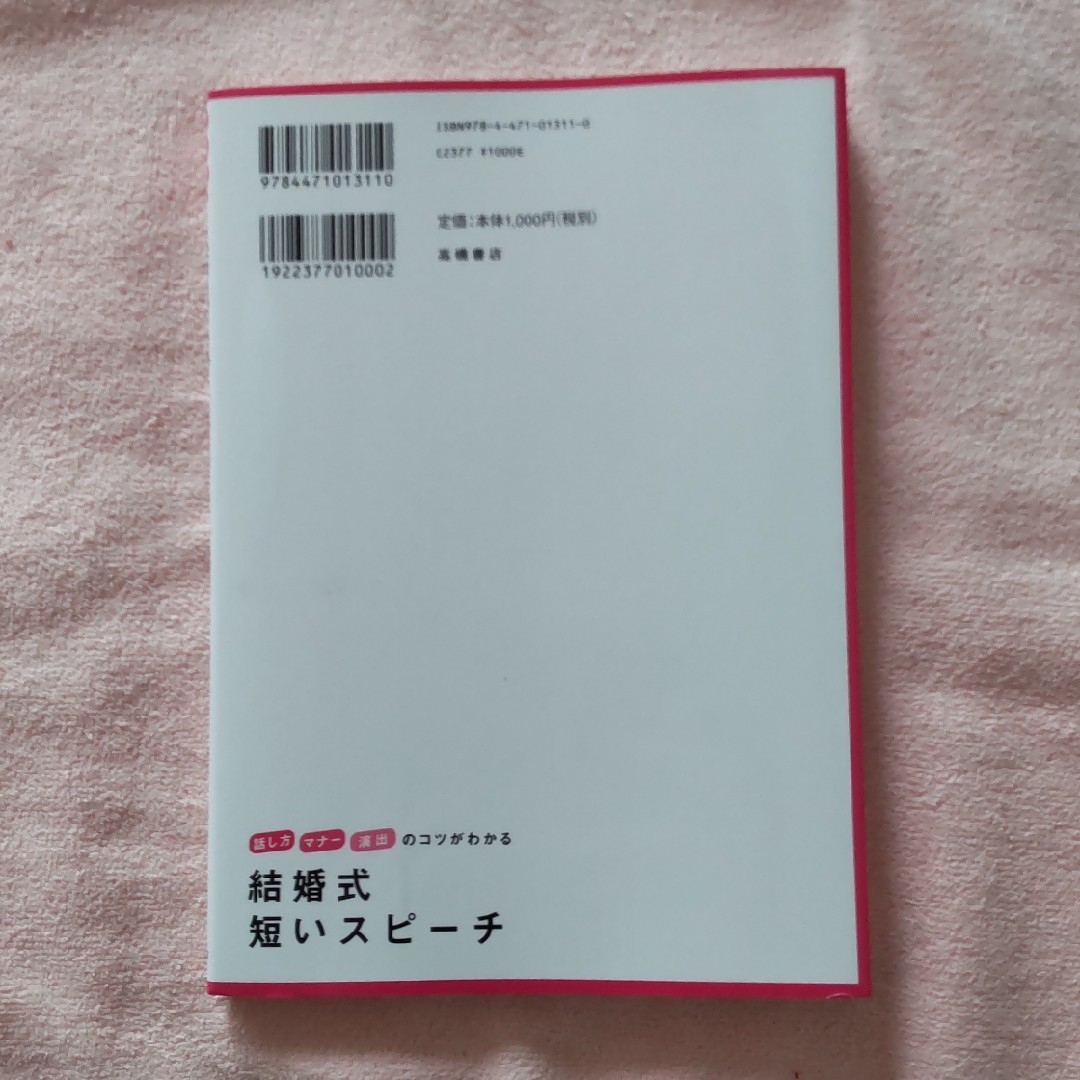 9784471013110
ISBN978-4-471-01311-0
C2377 ¥1000E
1922377010002
定価:本体1,000円(税別)
高橋書店
話し方 マナー 演出 のコツがわかる
結婚式
短いスピーチ